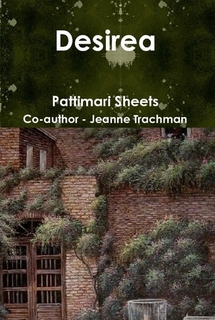 Desirea
Pattimari Sheets
Co-author - Jeanne Trachman